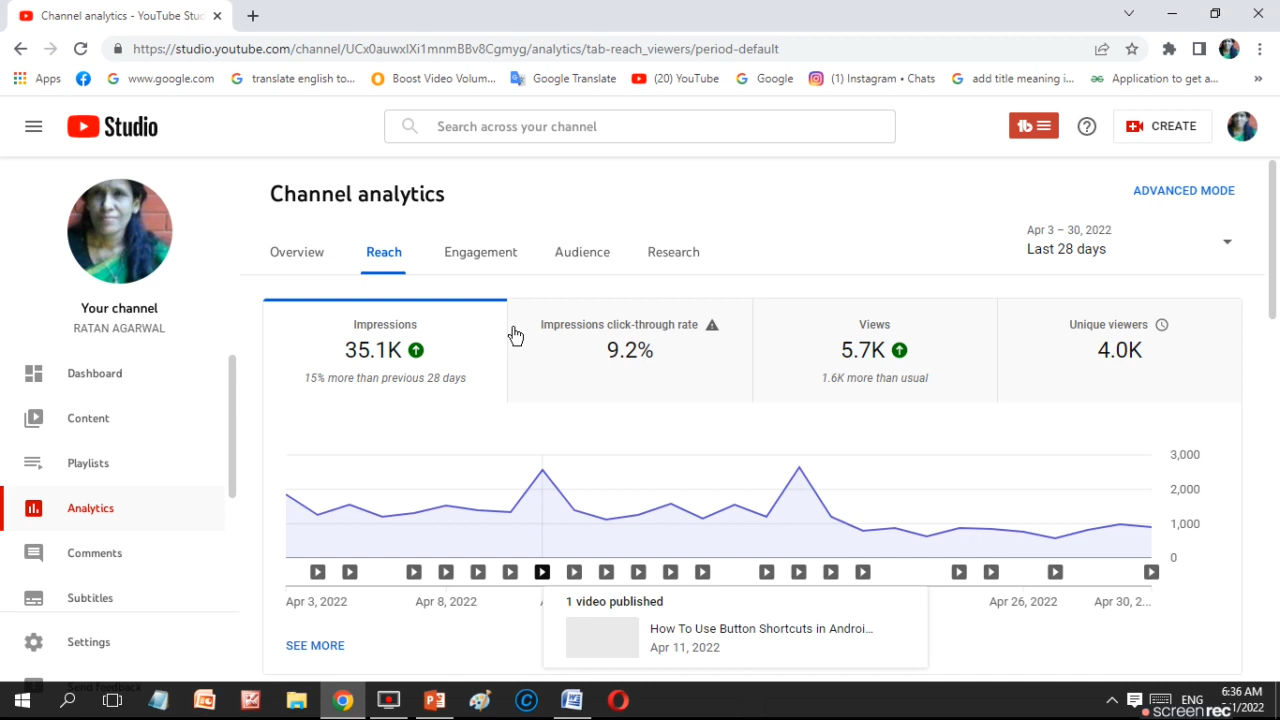 Channel analytics - YouTube Stuc
https://studio.youtube.com/channel/UCx0auwxlXi1mnmBBv8Cgmyg/analytics/tab-reach_viewers/period-default
Apps www.google.com translate english to... Boost Video Volum... Google Translate (20) YouTube Google (1) Instagram • Chats add title meaning i... Application to get a... »
Studio
Search across your channel
tb
CREATE
Channel analytics
ADVANCED MODE
Overview Reach Engagement Audience Research
Apr 3 – 30, 2022
Last 28 days
Your channel
RATAN AGARWAL
Dashboard
Content
Playlists
Analytics
Comments
Subtitles
Settings
Send feedback
Impressions
35.1K
15% more than previous 28 days
Impressions click-through rate
9.2%
Views
5.7K
1.6K more than usual
Unique viewers
4.0K
3,000
2,000
1,000
0
Apr 3, 2022 Apr 8, 2022 Apr 26, 2022 Apr 30, 2...
1 video published
How To Use Button Shortcuts in Androi...
Apr 11, 2022
SEE MORE
ENG
6:36 AM
/1/2022
screenrec